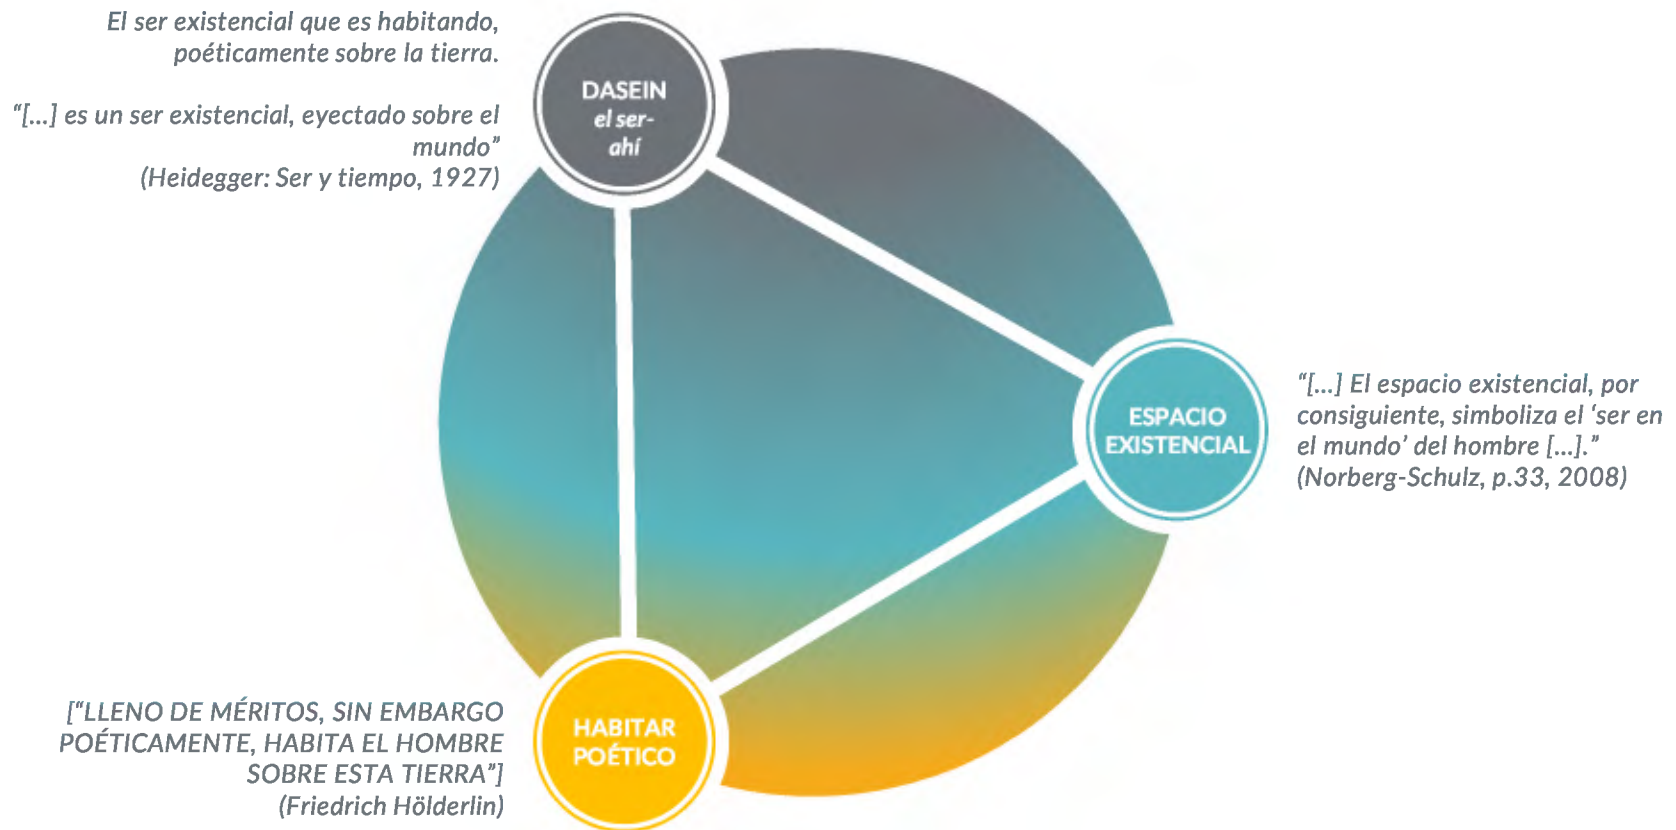 El ser existencial que es habitando,
poéticamente sobre la tierra.
"[...] es un ser existencial, eyectado sobre el
mundo"
(Heidegger: Ser y tiempo, 1927)
DASEIN
el ser-
ahí
ESPACIO
EXISTENCIAL
"[...] El espacio existencial, por
consiguiente, simboliza el ‘ser en
el mundo’ del hombre [...]."
(Norberg-Schulz, p.33, 2008)
["LLENO DE MÉRITOS, SIN EMBARGO
POÉTICAMENTE, HABITA EL HOMBRE
SOBRE ESTA TIERRA"]
(Friedrich Hölderlin)
HABITAR
POÉTICO